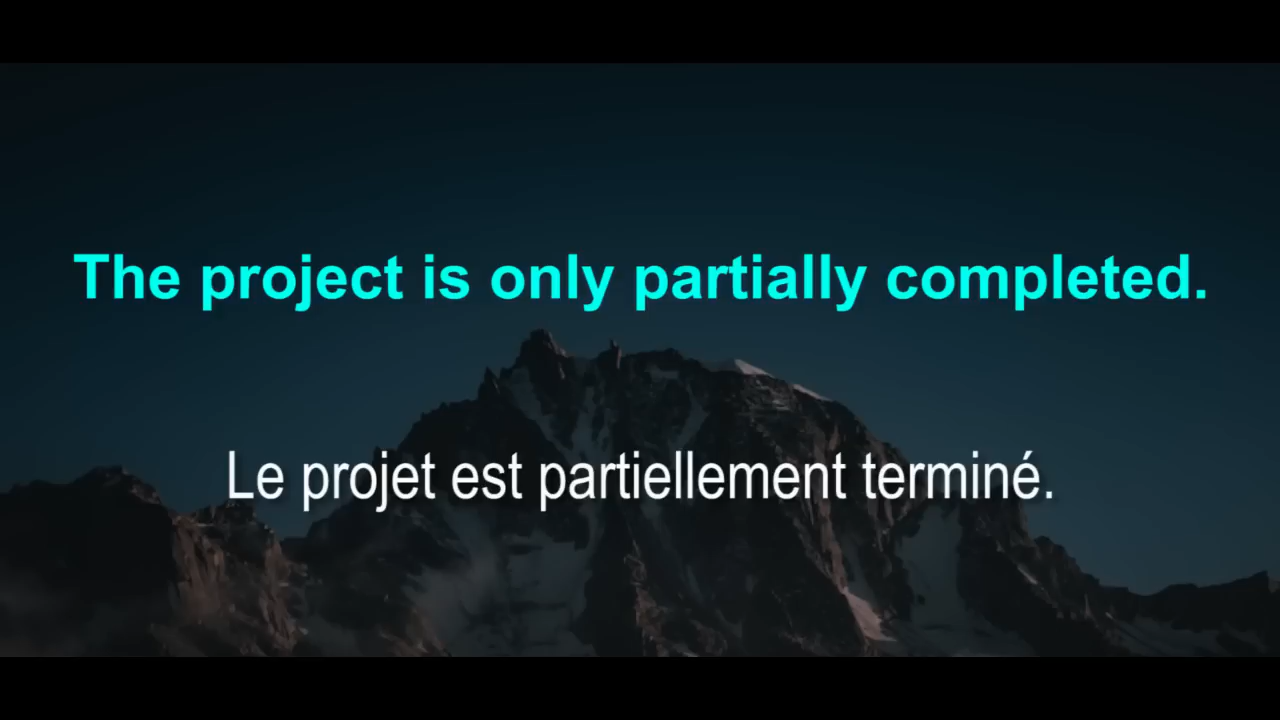 The project is only partially completed.
Le projet est partiellement terminé.